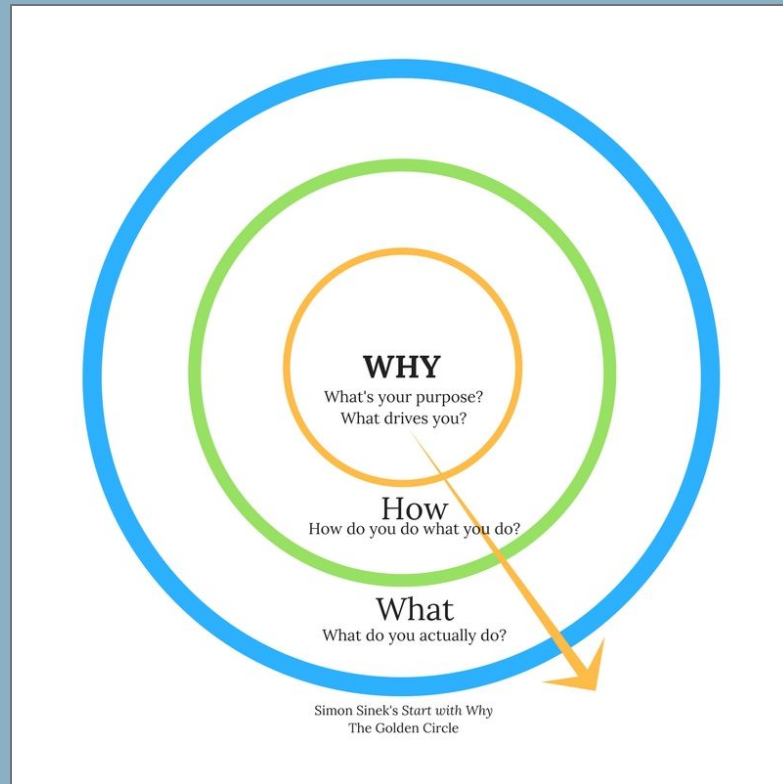 WHY
What's your purpose?
What drives you?
How
How do you do what you do?
What
What do you actually do?
Simon Sinek's Start with Why
The Golden Circle